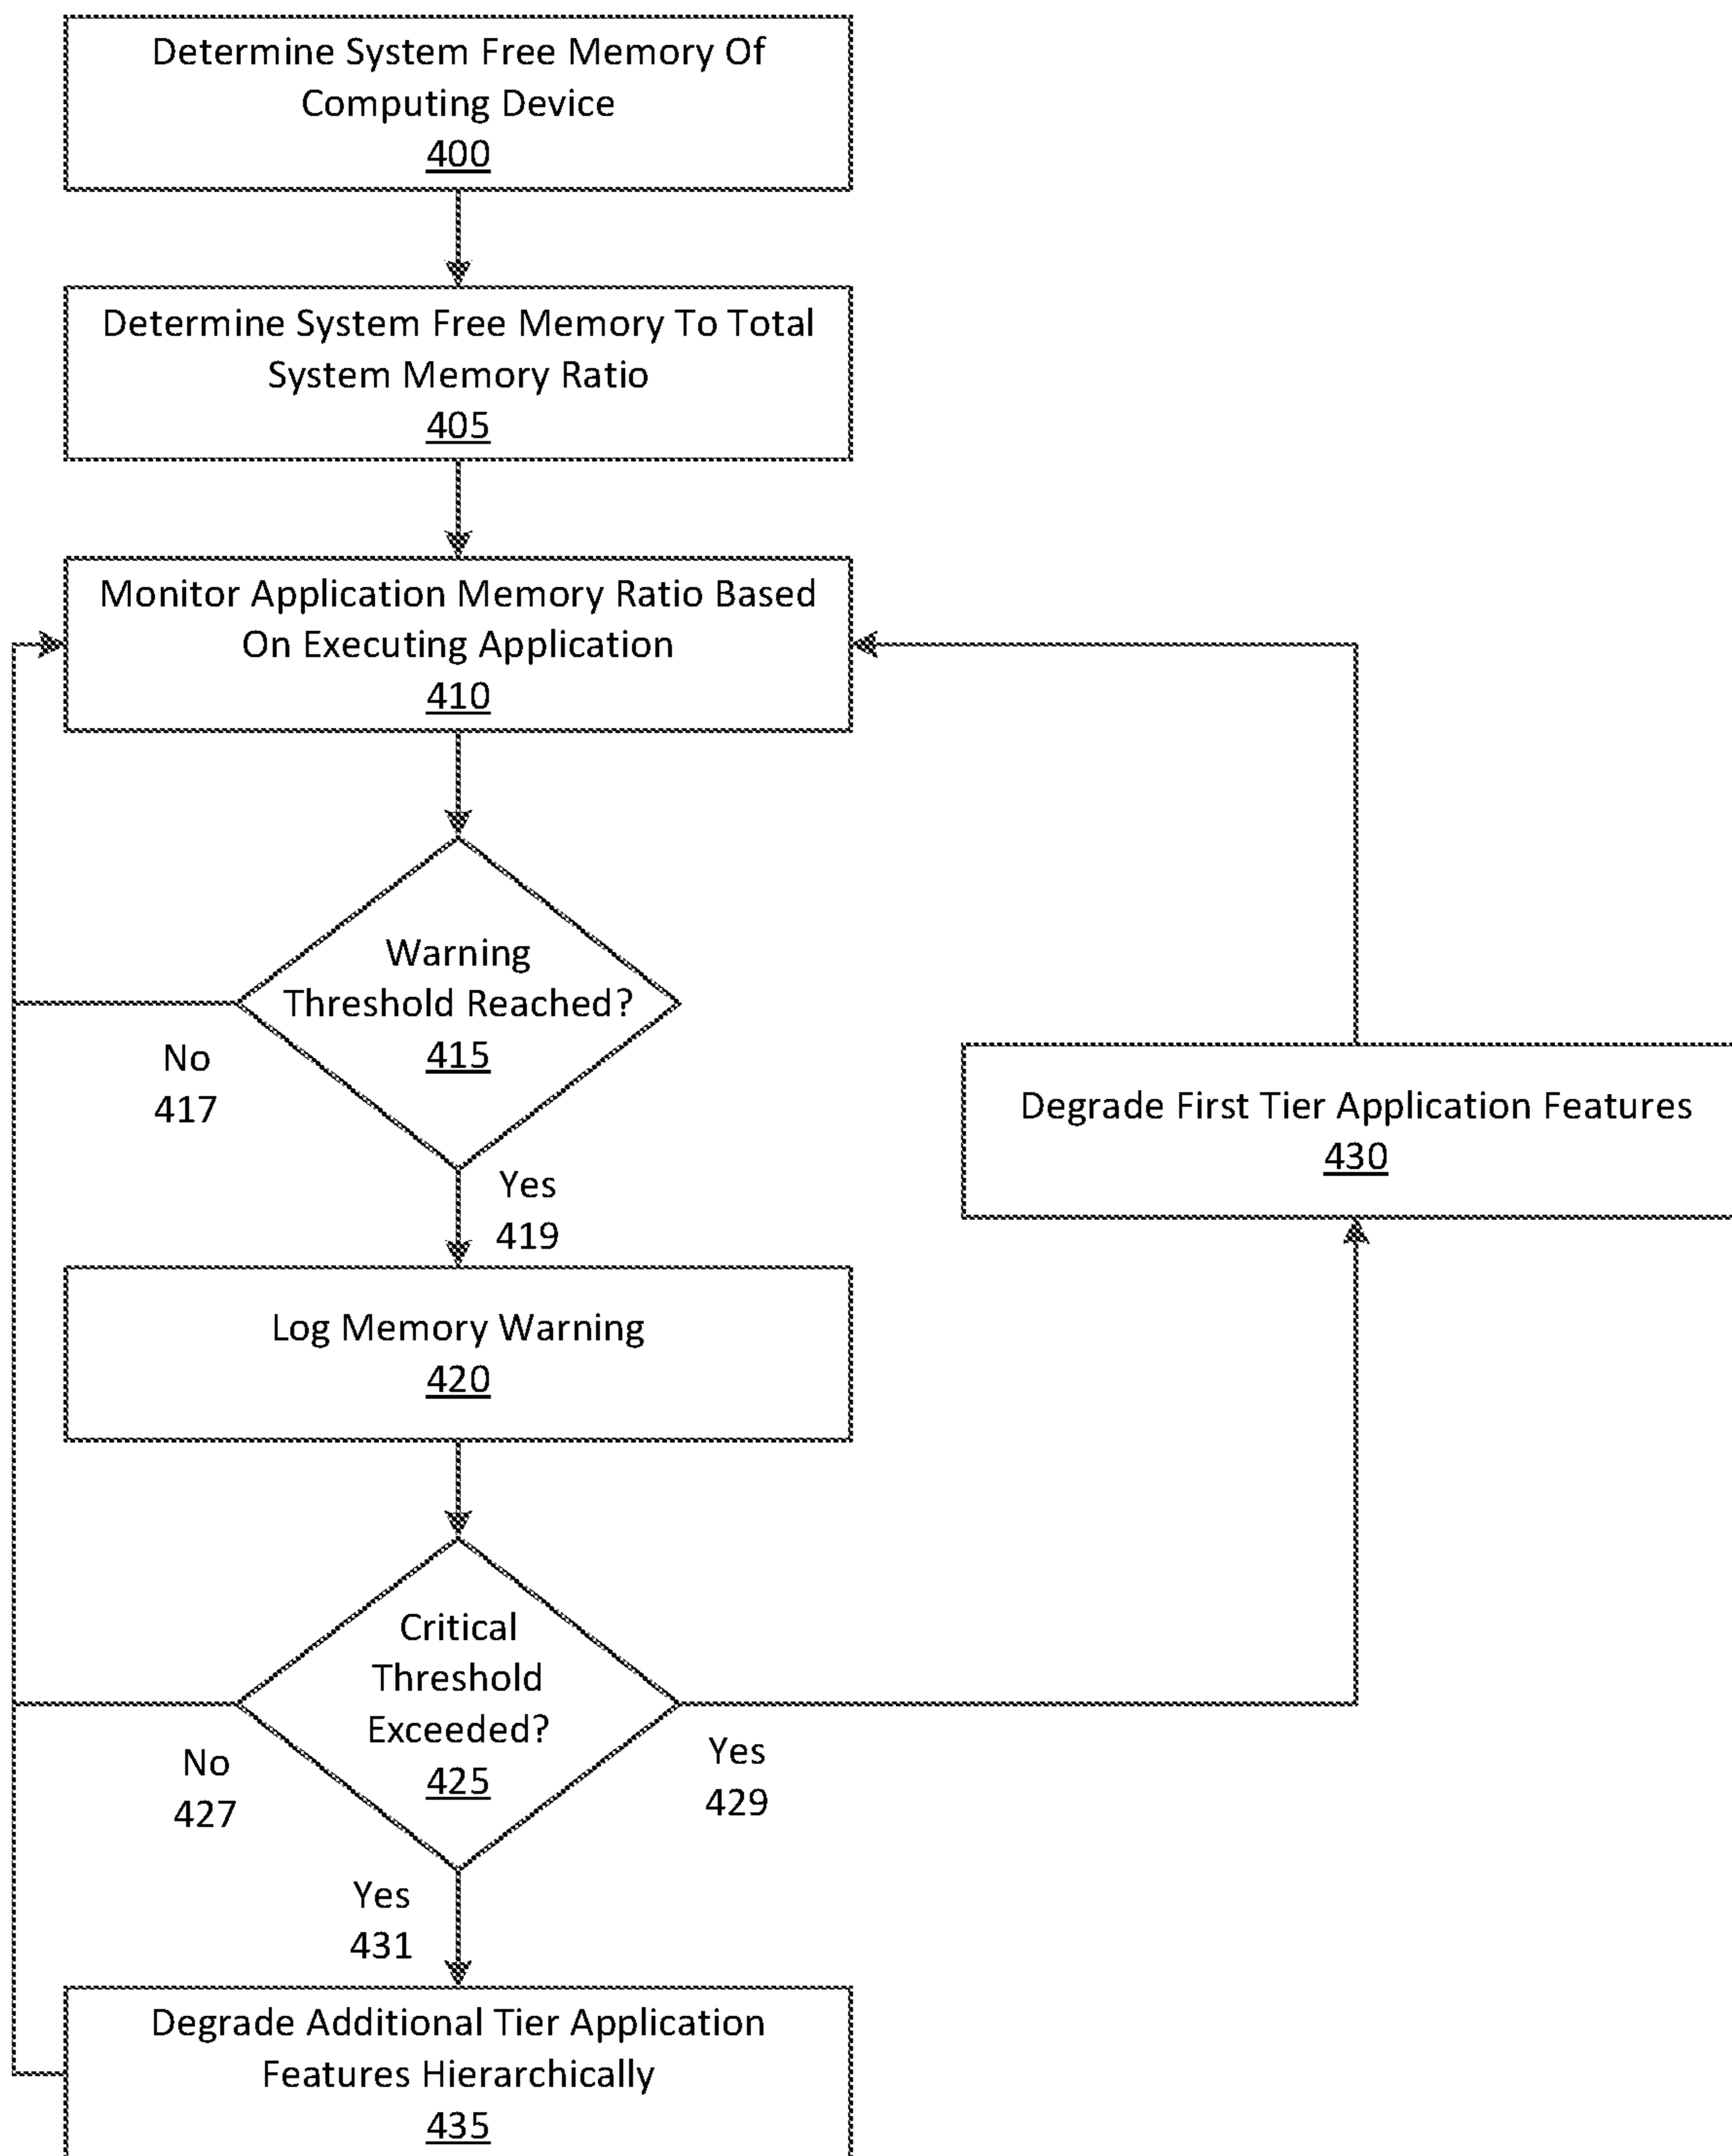 Determine System Free Memory Of
Computing Device
400
Determine System Free Memory To Total
System Memory Ratio
405
Monitor Application Memory Ratio Based
On Executing Application
410
Warning
Threshold Reached?
415
No
417
Yes
419
Degrade First Tier Application Features
430
Log Memory Warning
420
Critical
Threshold
Exceeded?
425
No
427
Yes
429
Yes
431
Degrade Additional Tier Application
Features Hierarchically
435